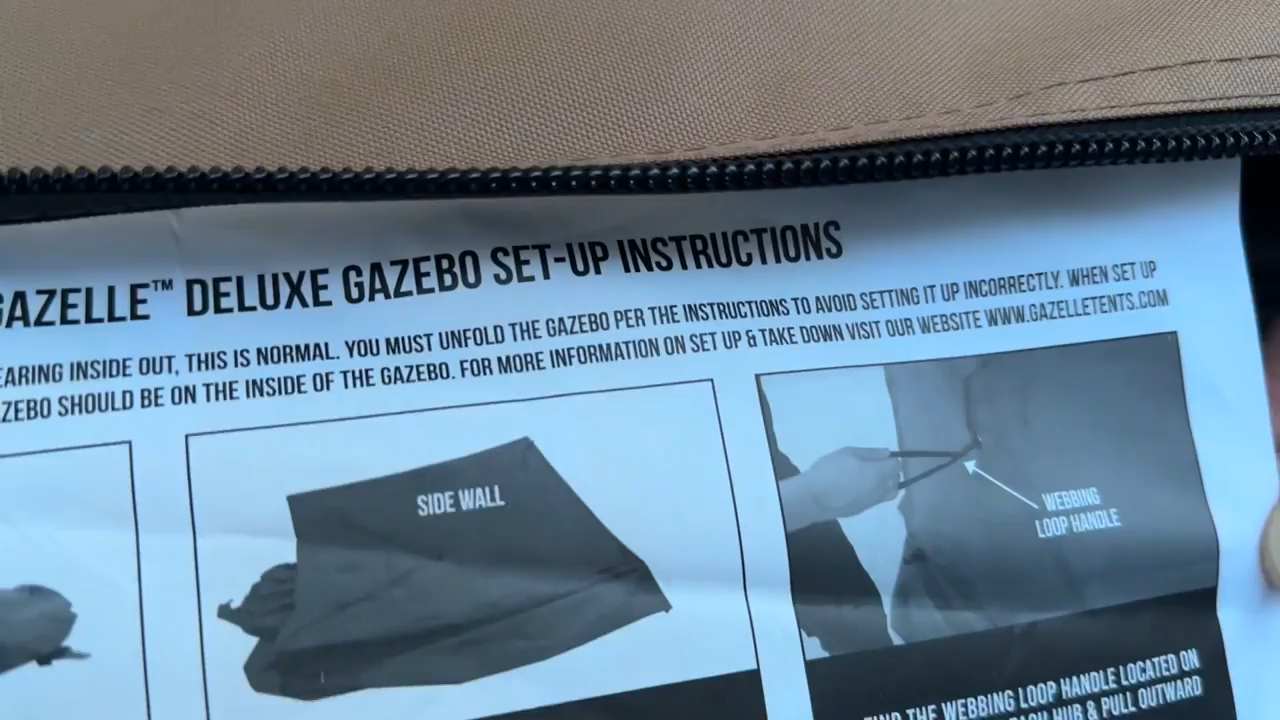 GAZELLE™ DELUXE GAZEBO SET-UP INSTRUCTIONS
EARING INSIDE OUT, THIS IS NORMAL. YOU MUST UNFOLD THE GAZEBO PER THE INSTRUCTIONS TO AVOID SETTING IT UP INCORRECTLY. WHEN SET UP
ZEBO SHOULD BE ON THE INSIDE OF THE GAZEBO. FOR MORE INFORMATION ON SET UP & TAKE DOWN VISIT OUR WEBSITE WWW.GAZELLETENTS.COM
SIDE WALL
WEBBING
LOOP HANDLE
FIND THE WEBBING LOOP HANDLE LOCATED ON
EACH HUB & PULL OUTWARD